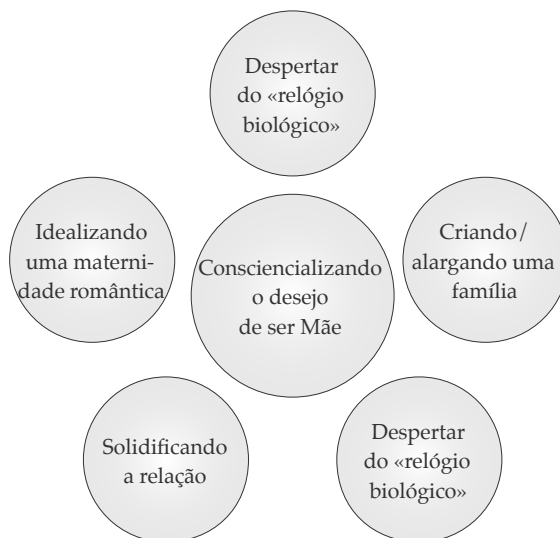 Despertar
do «relógio
biológico»
Idealizando
uma materni-
dade romântica
Consciencializando
o desejo
de ser Mãe
Criando/
alargando uma
família
Solidificando
a relação
Despertar
do «relógio
biológico»